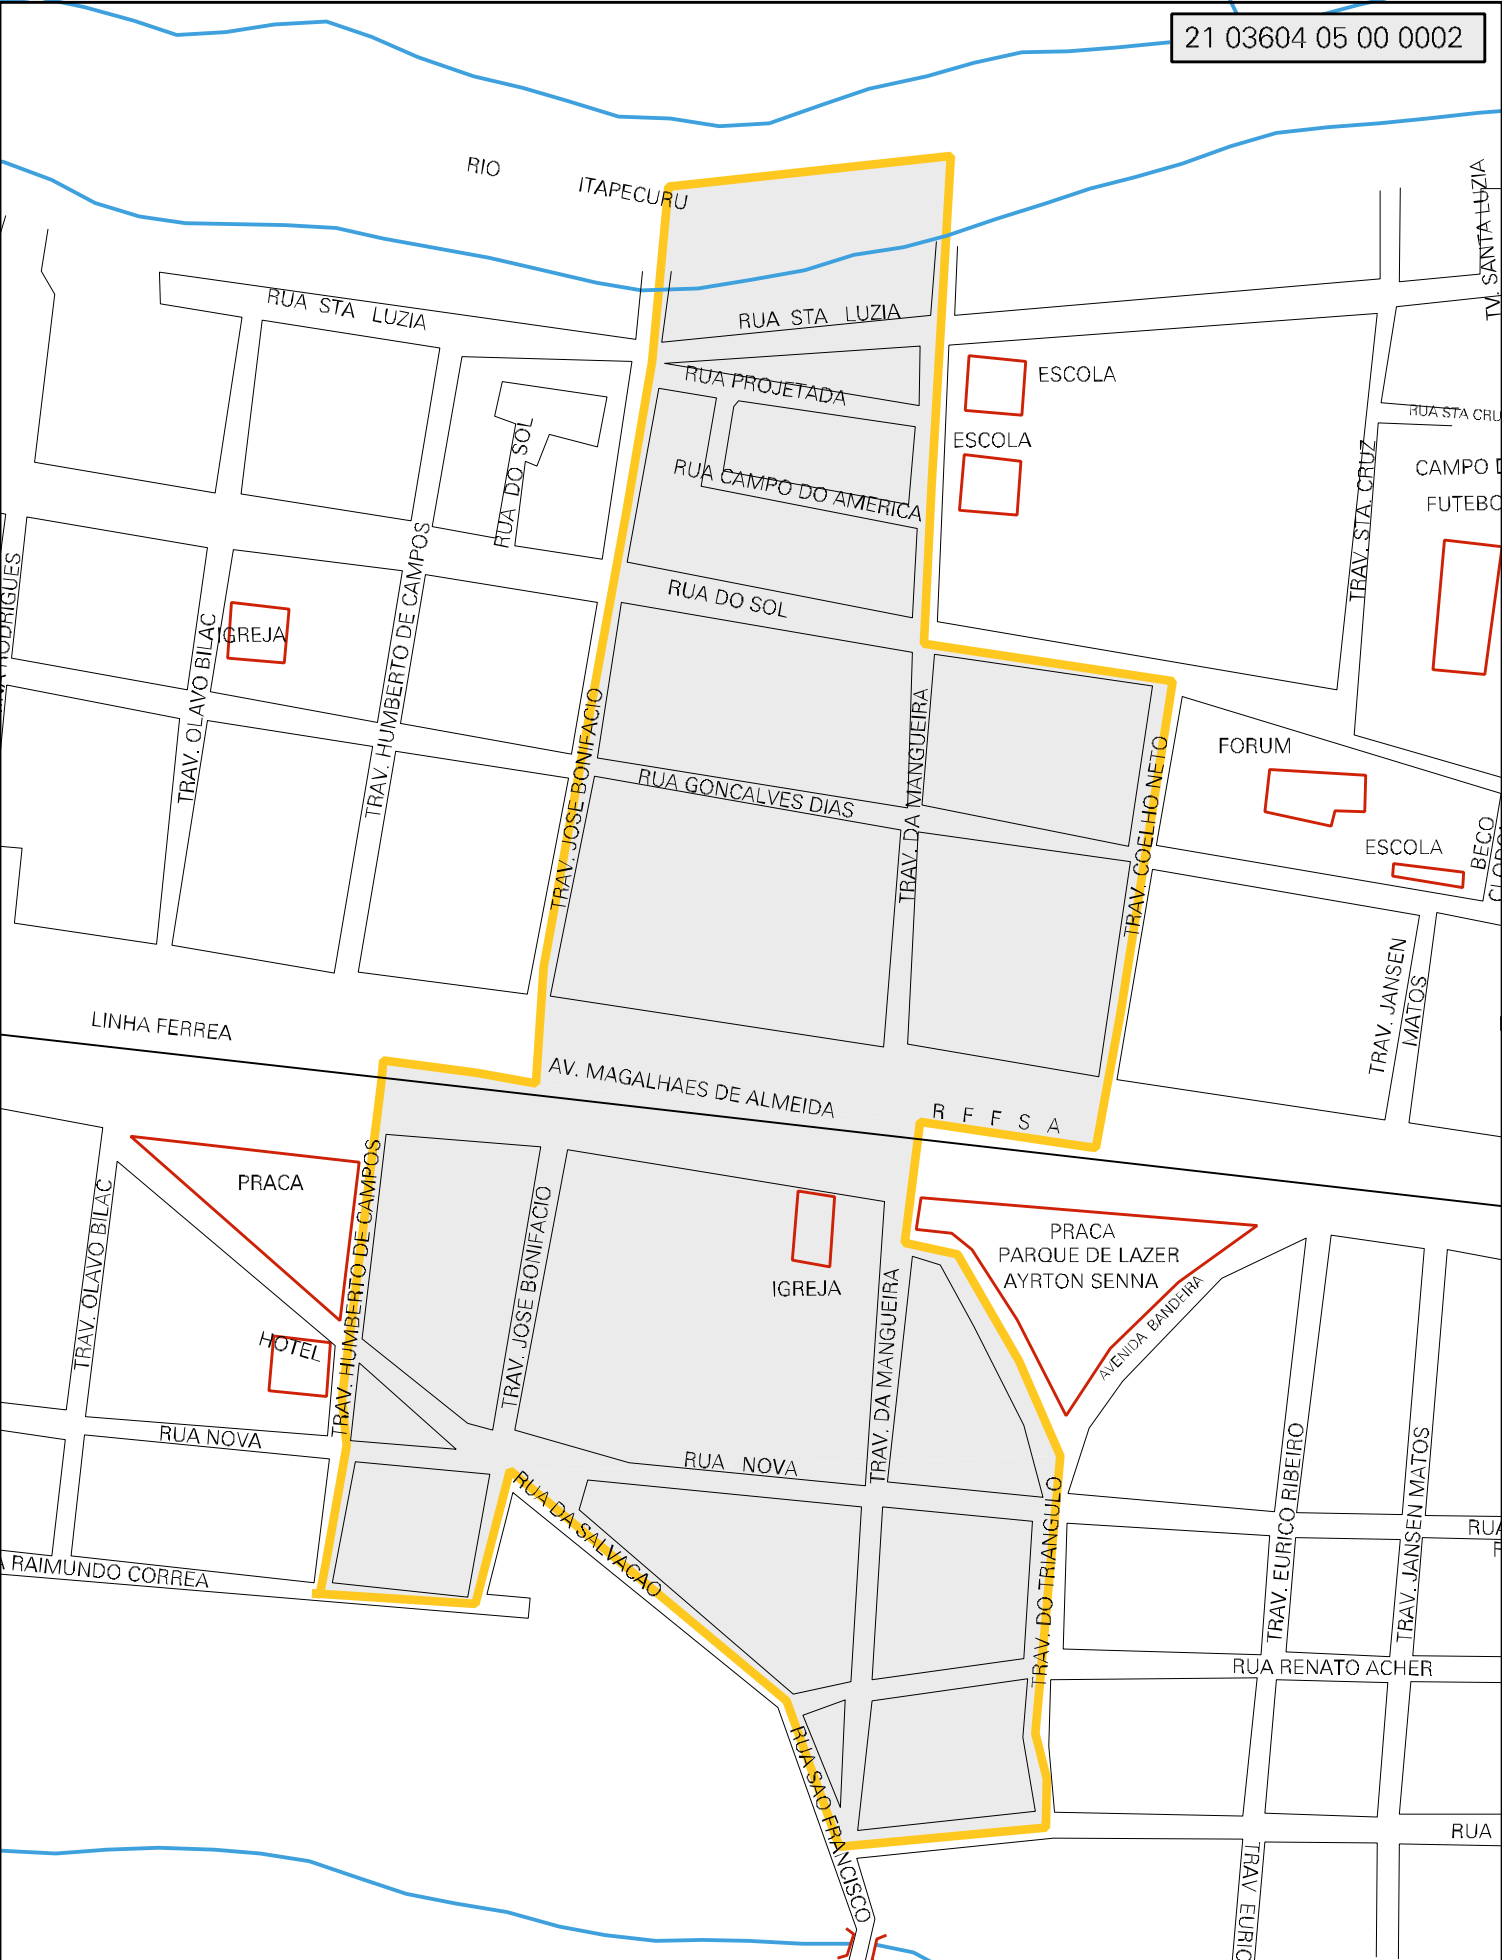 21 03604 05 00 0002
RIO ITAPECURU
TV. SANTA LUZIA
RUA STA LUZIA
RUA STA LUZIA
RUA PROJETADA
ESCOLA
ESCOLA
RUA STA CRU
CAMPO D
FUTEBO
RUA DO SOL
RUA CAMPO DO AMERICA
TRAV. STA. CRUZ
RODRIGUES
IGREJA
TRAV. OLAVO BILAC
TRAV. HUMBERTO DE CAMPOS
RUA DO SOL
TRAV. JOSE BONIFACIO
RUA GONCALVES DIAS
TRAV. DA MANGUEIRA
TRAV. COELHO NETO
FORUM
ESCOLA
BECO
TRAV. JANSEN
MATOS
LINHA FERREA
AV. MAGALHAES DE ALMEIDA
R F F S A
PRACA
TRAV. OLAVO BILAC
TRAV. HUMBERTO DE CAMPOS
TRAV. JOSE BONIFACIO
IGREJA
TRAV. DA MANGUEIRA
PRACA
PARQUE DE LAZER
AYRTON SENNA
AVENIDA BANDEIRA
HOTEL
RUA NOVA
RUA NOVA
RUA DA SALVACAO
TRAV. DO TRIANGULO
TRAV. EURICO RIBEIRO
TRAV. JANSEN MATOS
RUA
A RAIMUNDO CORREA
RUA RENATO ACHER
RUA SAO FRANCISCO
RUA
TRAV EURIC